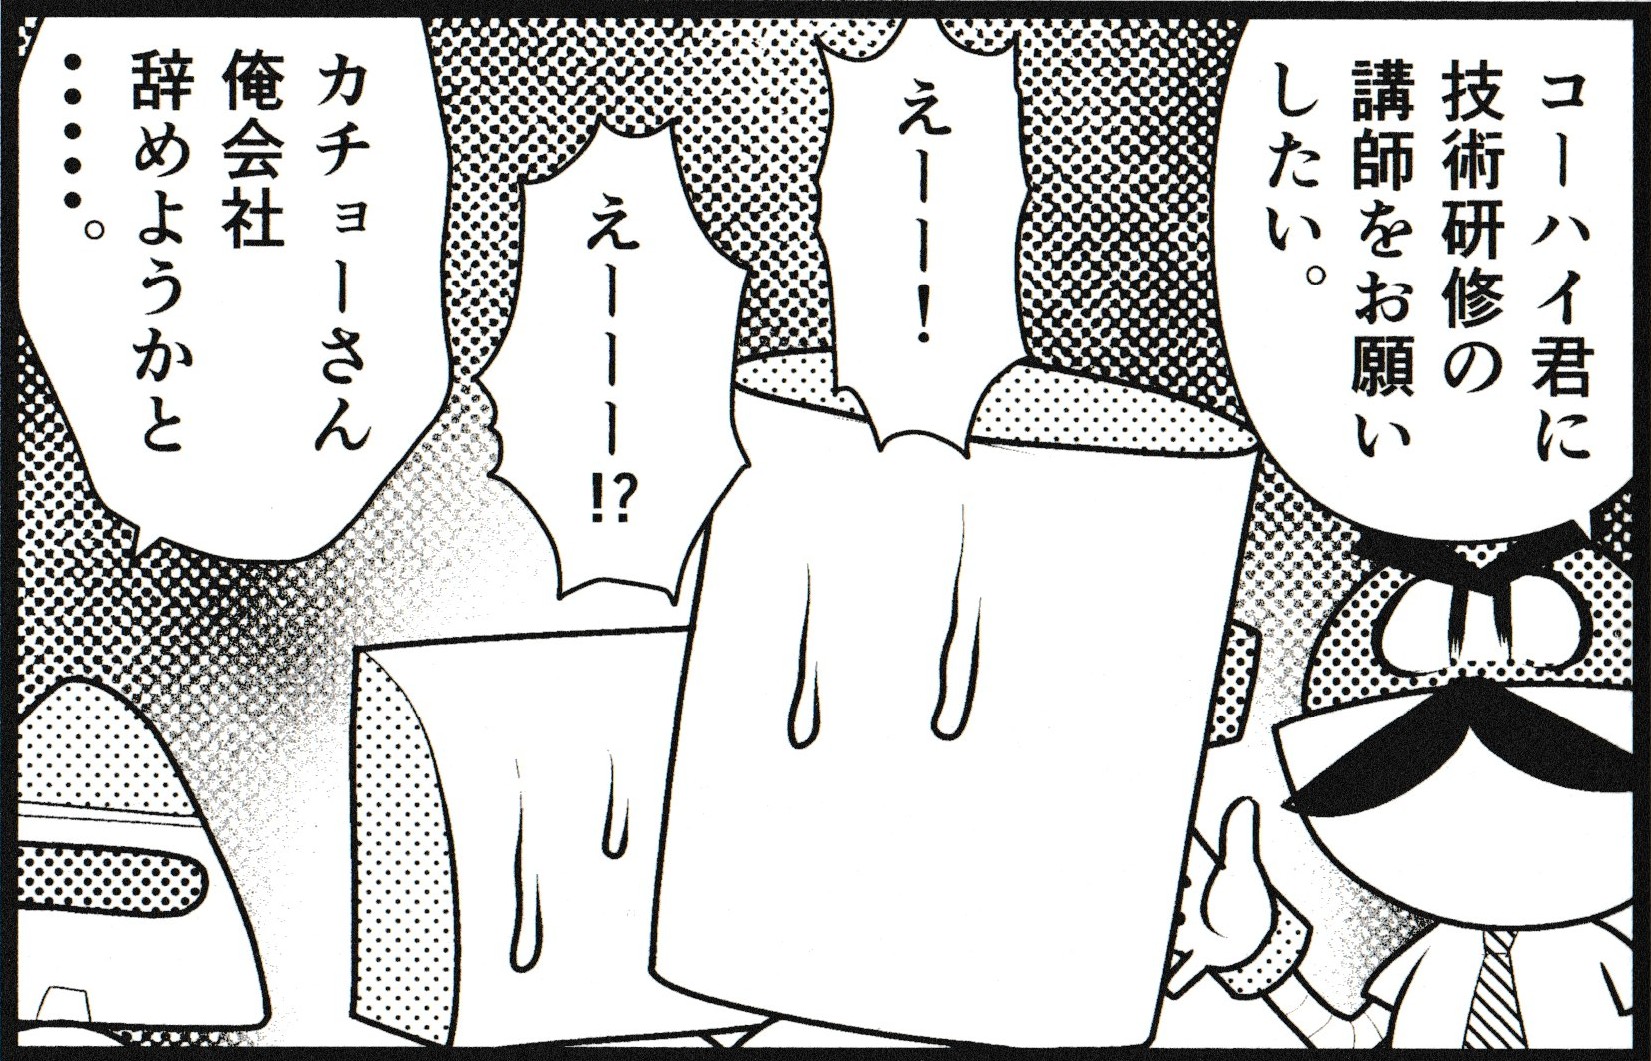 コーハイ君に
技術研修の
講師をお願い
したい。
えーー！
えーーー!?
カチョーさん
俺会社
辞めようかと
・・・・・。